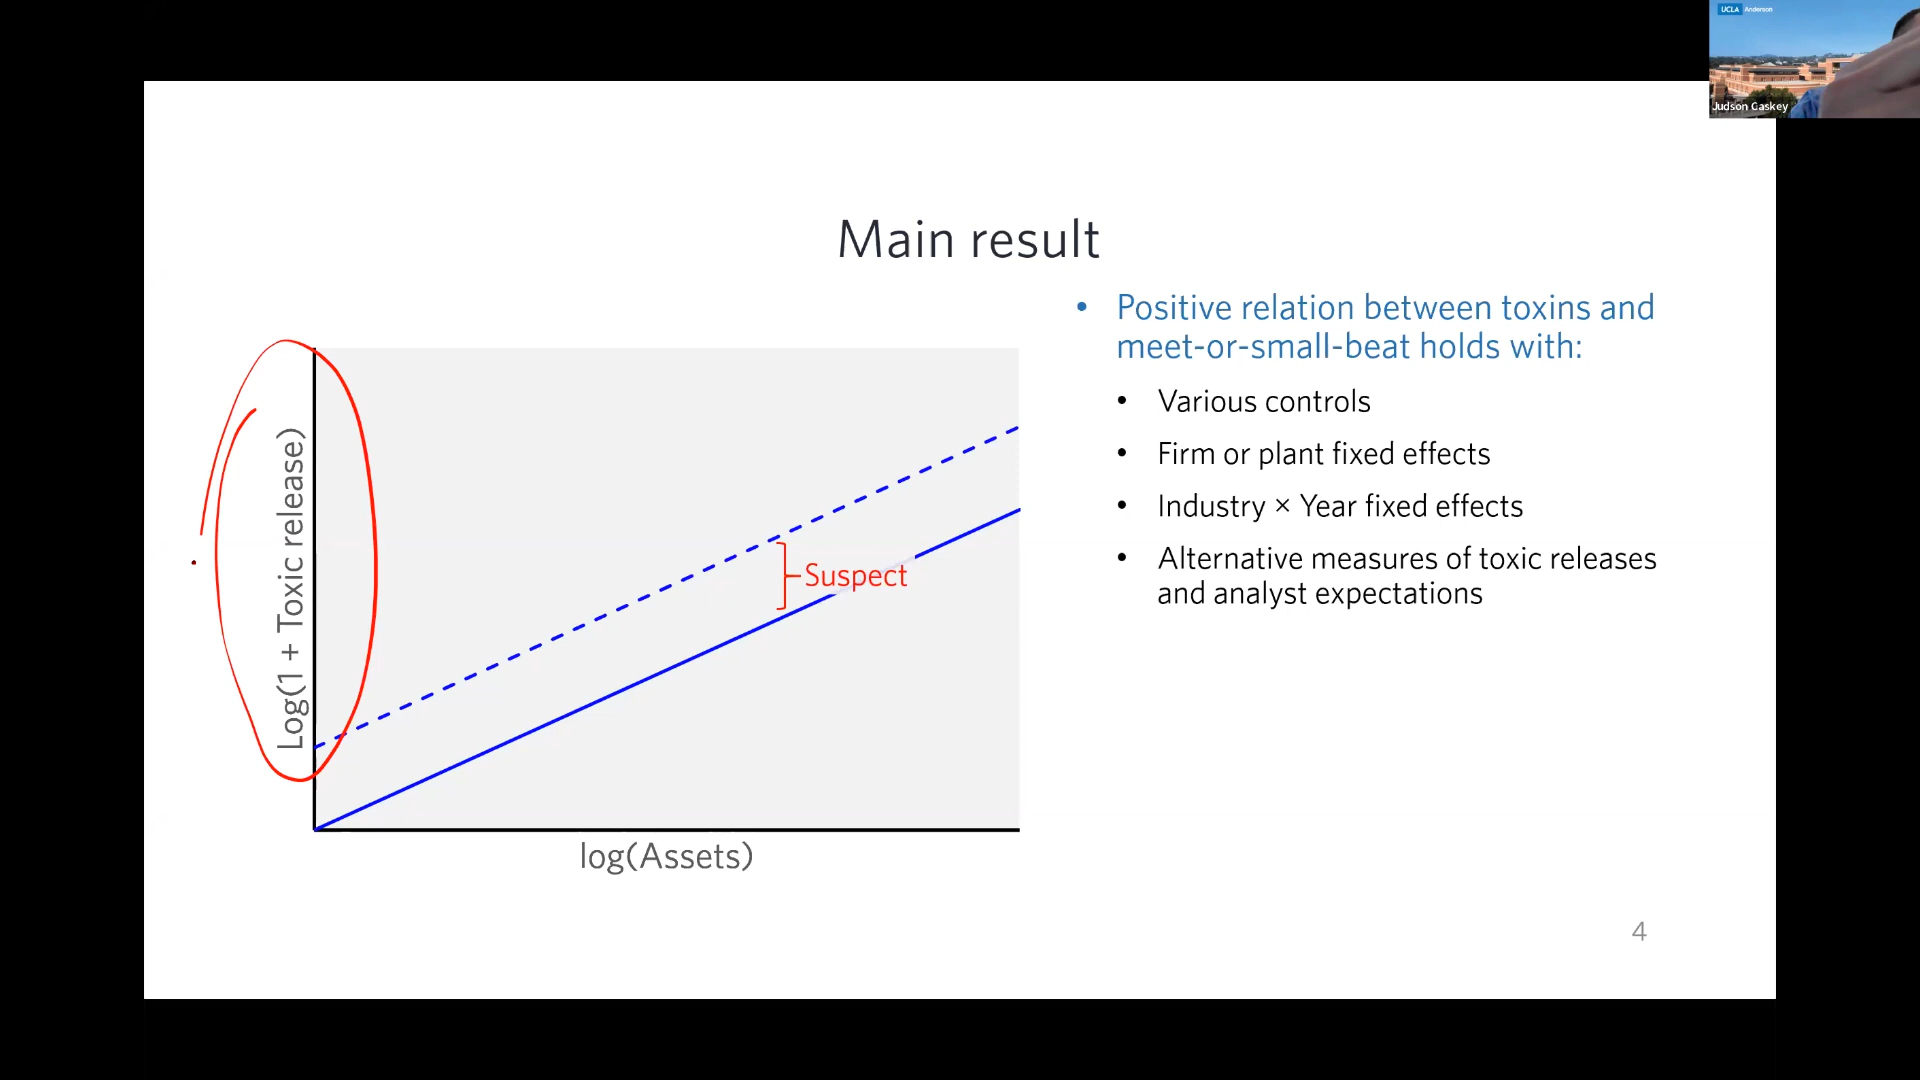 UCLA Anderson
Judson Caskey
Main result
• Positive relation between toxins and
meet-or-small-beat holds with:
• Various controls
• Firm or plant fixed effects
• Industry × Year fixed effects
• Alternative measures of toxic releases
and analyst expectations
Log(1 + Toxic release)
Suspect
log(Assets)
4